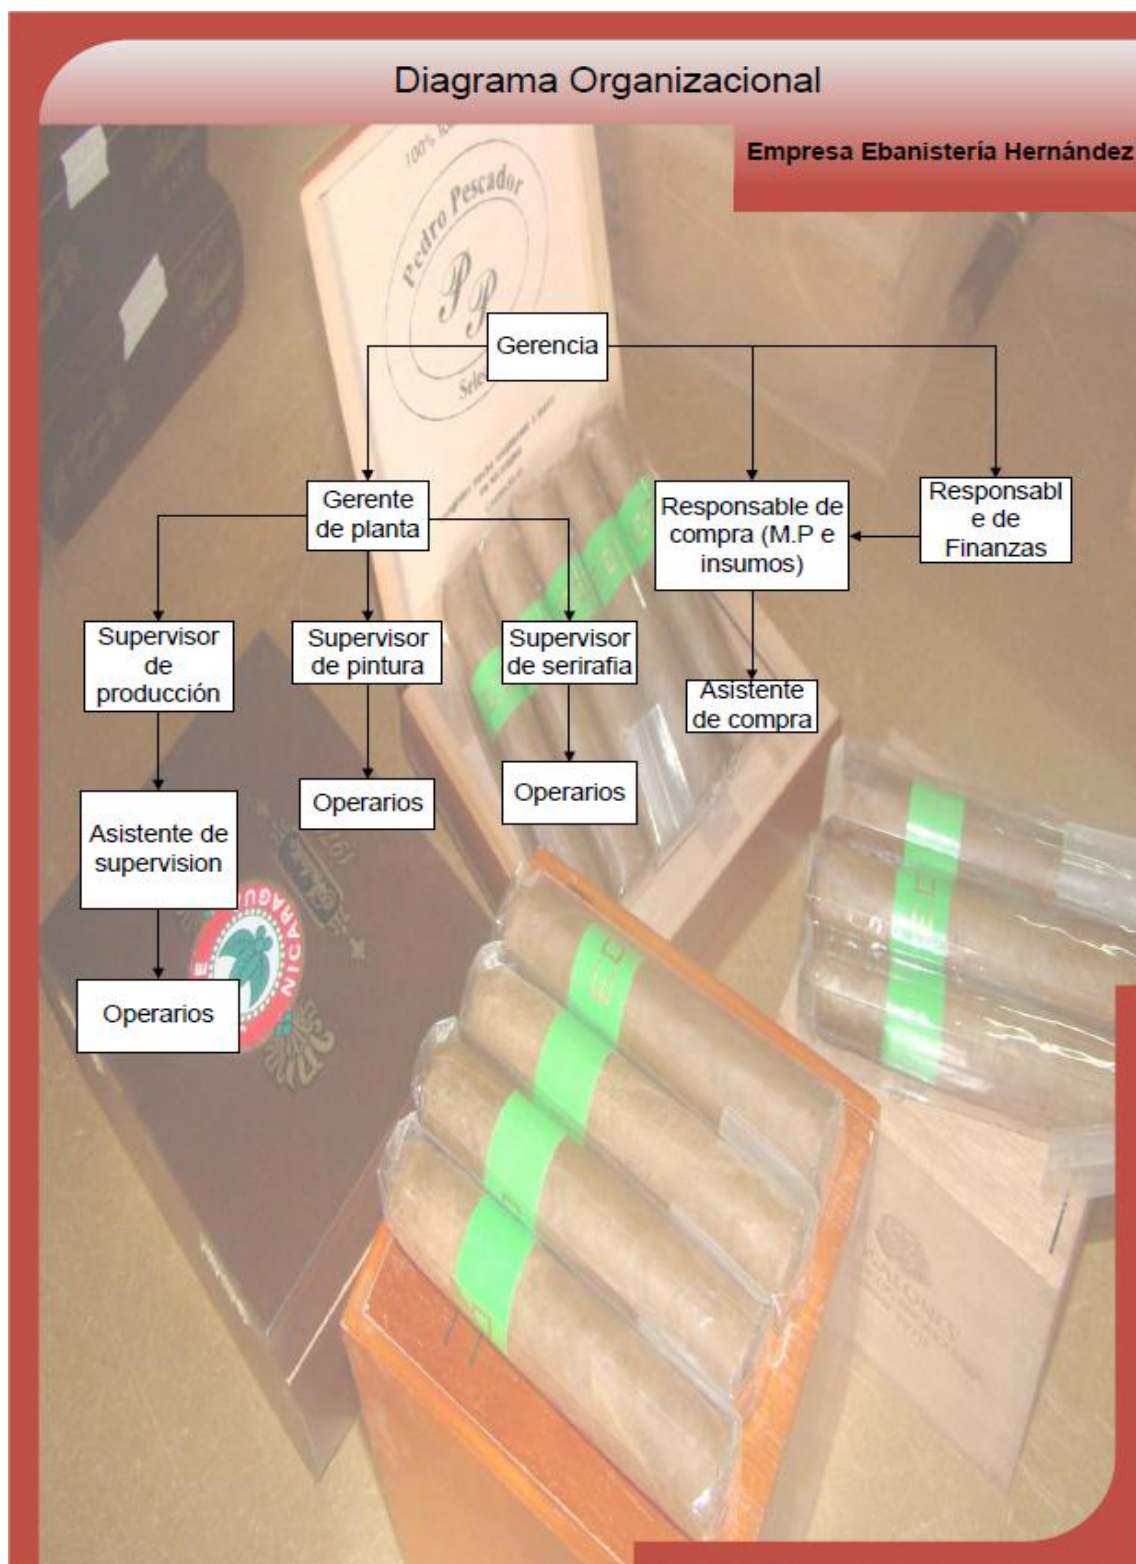 Diagrama Organizacional
Empresa Ebanistería Hernández
100%
Pedro Pescador
PP
Gerencia
Gerente
de planta
Responsable de
compra (M.P e
insumos)
Responsabl
e de
Finanzas
Supervisor
de
producción
Supervisor
de pintura
Supervisor
de serirafia
Asistente
de compra
Operarios
Operarios
Asistente de
supervision
NICARAGU
Operarios